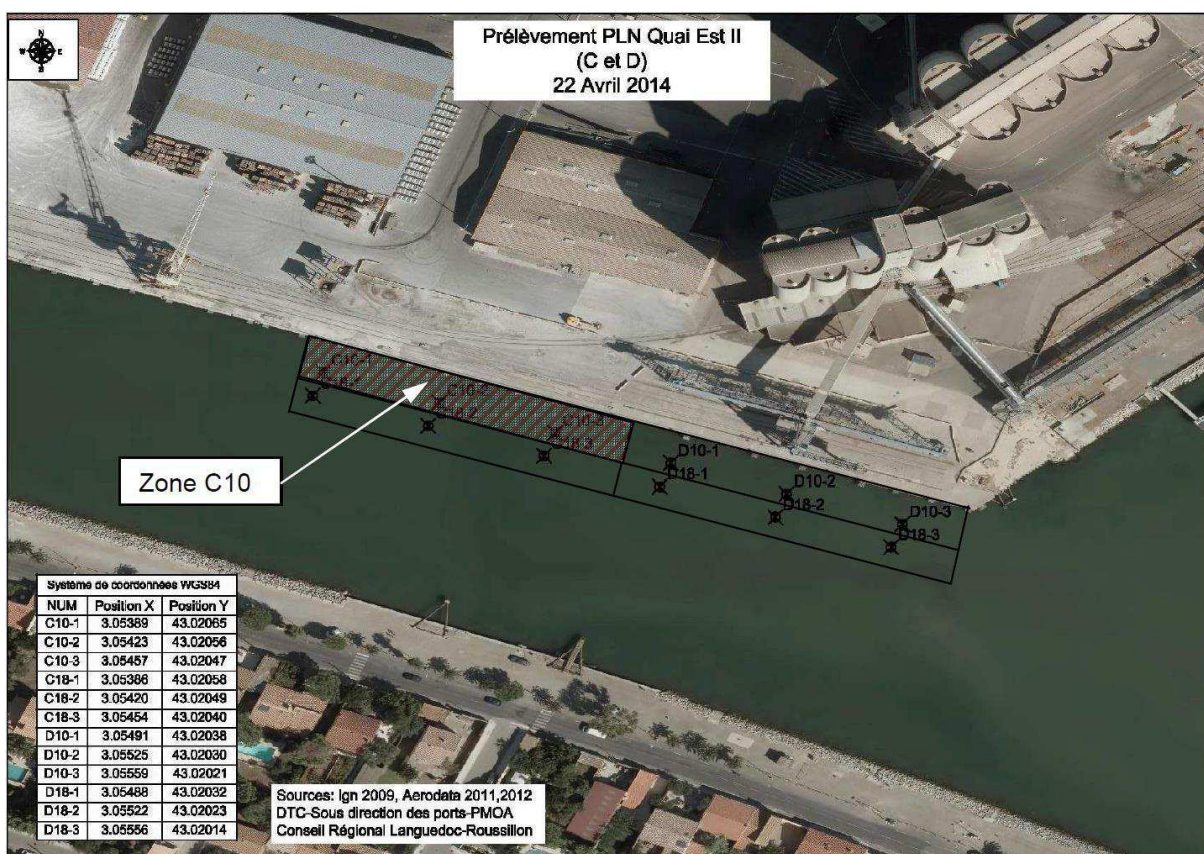 Prélèvement PLN Quai Est II
(C et D)
22 Avril 2014
N
W E
S
Zone C10
D10-1
D18-1
D10-2
D18-2
D10-3
D18-3
Système de coordonnées WGS84
NUM Position X Position Y
C10-1 3.05389 43.02065
C10-2 3.05423 43.02056
C10-3 3.05457 43.02047
C18-1 3.05386 43.02058
C18-2 3.05420 43.02049
C18-3 3.05454 43.02040
D10-1 3.05491 43.02038
D10-2 3.05525 43.02030
D10-3 3.05559 43.02021
D18-1 3.05488 43.02032
D18-2 3.05522 43.02023
D18-3 3.05556 43.02014
Sources: Ign 2009, Aerodata 2011,2012
DTC-Sous direction des ports-PMOA
Conseil Régional Languedoc-Roussillon